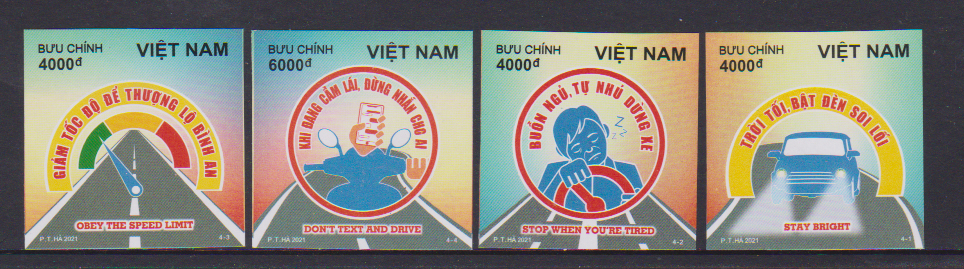 BƯU CHÍNH VIỆT NAM
4000đ
GIẢM TỐC ĐỘ ĐỂ THƯỢNG LỘ BÌNH AN
OBEY THE SPEED LIMIT
P.T.HÀ 2021 4-3
BƯU CHÍNH VIỆT NAM
6000đ
KHI ĐANG CẦM LÁI, ĐỪNG NHẮN CHO AI
DON'T TEXT AND DRIVE
P.T.HÀ 2021 4-4
BƯU CHÍNH VIỆT NAM
4000đ
BUỒN NGỦ, TỰ NHỦ DỪNG XE
Z Z Z
STOP WHEN YOU'RE TIRED
P.T.HÀ 2021 4-2
BƯU CHÍNH VIỆT NAM
4000đ
TRỜI TỐI, BẬT ĐÈN SOI LỐI
STAY BRIGHT
P.T.HÀ 2021 4-1